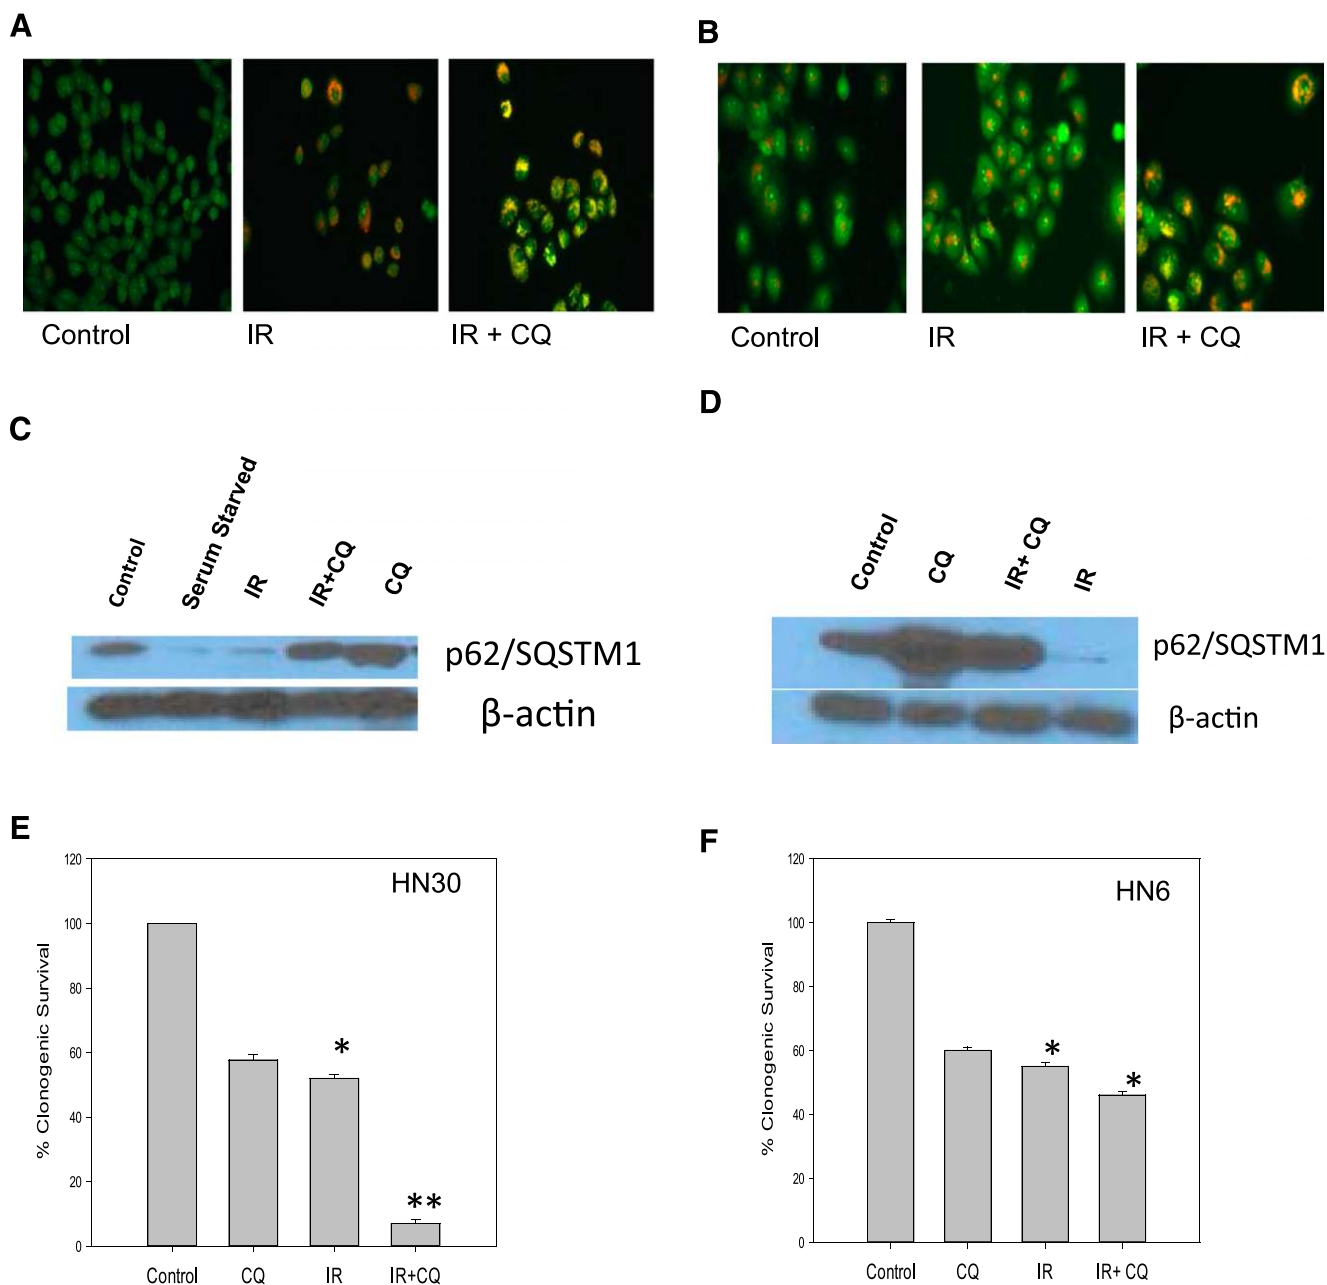 A
B
Control
IR
IR + CQ
Control
IR
IR + CQ
C
D
Control
Serum Starved
IR
IR+CQ
CQ
p62/SQSTM1
β-actin
Control
CQ
IR+ CQ
IR
p62/SQSTM1
β-actin
E
HN30
% Clonogenic Survival
120
100
80
60
40
20
0
*
**
Control
CQ
IR
IR+CQ
F
HN6
% Clonogenic Survival
120
100
80
60
40
20
0
*
*
Control
CQ
IR
IR+ CQ